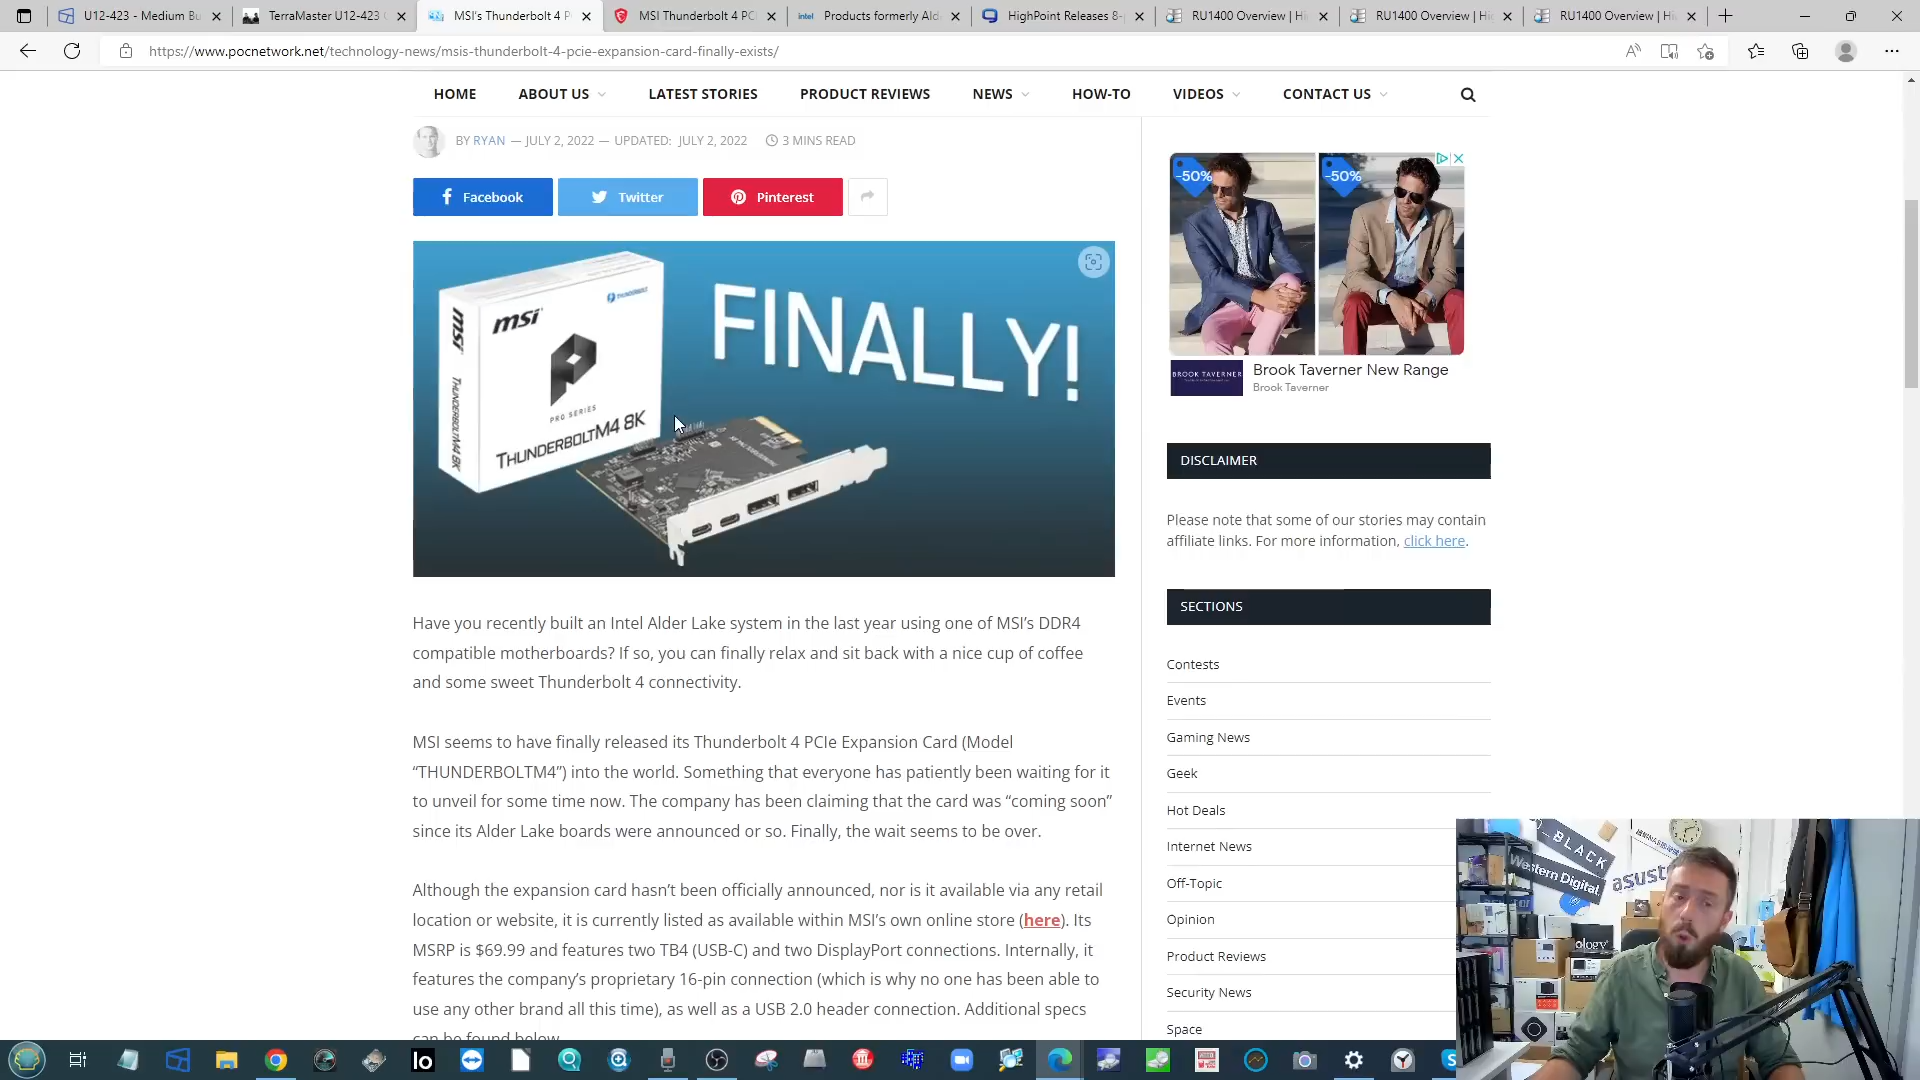 U12-423 - Medium Bu
TerraMaster U12-423
MSI's Thunderbolt 4 P
MSI Thunderbolt 4 PC
Products formerly Ald
HighPoint Releases 8-
RU1400 Overview | Hi
RU1400 Overview | Hi
RU1400 Overview | Hi
https://www.pocnetwork.net/technology-news/msis-thunderbolt-4-pcie-expansion-card-finally-exists/
HOME ABOUT US LATEST STORIES PRODUCT REVIEWS NEWS HOW-TO VIDEOS CONTACT US
BY RYAN — JULY 2, 2022 — UPDATED: JULY 2, 2022 3 MINS READ
Facebook Twitter Pinterest
msi
THUNDERBOLT
msi
PRO SERIES
THUNDERBOLTM4 8K
THUNDERBOLTM4 8K
FINALLY!
Have you recently built an Intel Alder Lake system in the last year using one of MSI's DDR4
compatible motherboards? If so, you can finally relax and sit back with a nice cup of coffee
and some sweet Thunderbolt 4 connectivity.
MSI seems to have finally released its Thunderbolt 4 PCIe Expansion Card (Model
“THUNDERBOLTM4”) into the world. Something that everyone has patiently been waiting for it
to unveil for some time now. The company has been claiming that the card was “coming soon”
since its Alder Lake boards were announced or so. Finally, the wait seems to be over.
Although the expansion card hasn't been officially announced, nor is it available via any retail
location or website, it is currently listed as available within MSI's own online store (here). Its
MSRP is $69.99 and features two TB4 (USB-C) and two DisplayPort connections. Internally, it
features the company's proprietary 16-pin connection (which is why no one has been able to
use any other brand all this time), as well as a USB 2.0 header connection. Additional specs
can be found below.
-50%
-50%
BROOK TAVERNER
Brook Taverner New Range
Brook Taverner
DISCLAIMER
Please note that some of our stories may contain
affiliate links. For more information, click here.
SECTIONS
Contests
Events
Gaming News
Geek
Hot Deals
Internet News
Off-Topic
Opinion
Product Reviews
Security News
Space
BLACK
Western Digital.
asust
ology
Io